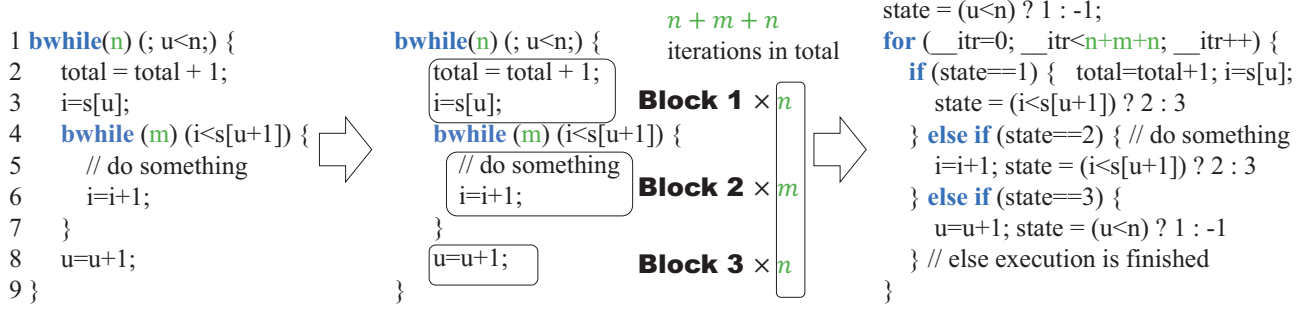 1 bwhile(n) (; u<n;) {
2 total = total + 1;
3 i=s[u];
4 bwhile (m) (i<s[u+1]) {
5 // do something
6 i=i+1;
7 }
8 u=u+1;
9 }
bwhile(n) (; u<n;) {
total = total + 1;
i=s[u];
bwhile (m) (i<s[u+1]) {
// do something
i=i+1;
}
u=u+1;
}
n + m + n
iterations in total
Block 1 × n
Block 2 × m
Block 3 × n
state = (u<n) ? 1 : -1;
for (__itr=0; __itr<n+m+n; __itr++) {
if (state==1) { total=total+1; i=s[u];
state = (i<s[u+1]) ? 2 : 3
} else if (state==2) { // do something
i=i+1; state = (i<s[u+1]) ? 2 : 3
} else if (state==3) {
u=u+1; state = (u<n) ? 1 : -1
} // else execution is finished
}